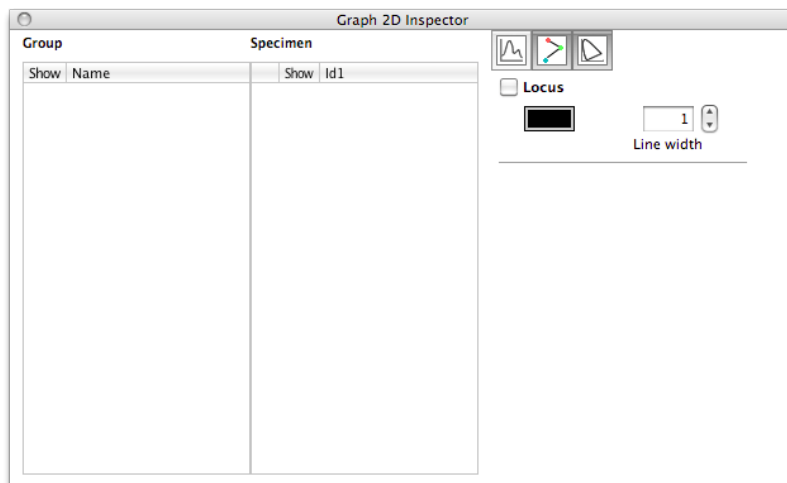 Graph 2D Inspector
Group Specimen
Show Name Show Id1
Locus
1
Line width